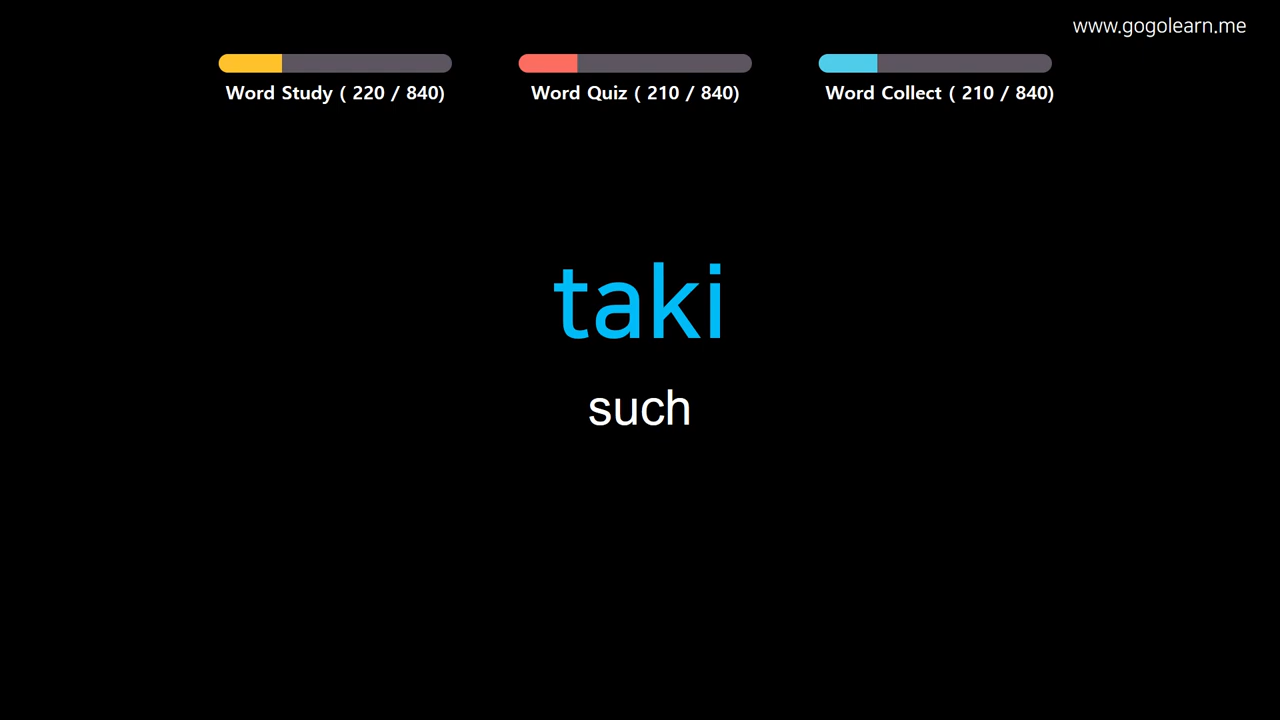 www.gogolearn.me
Word Study ( 220 / 840)
Word Quiz ( 210 / 840)
Word Collect ( 210 / 840)
taki
such